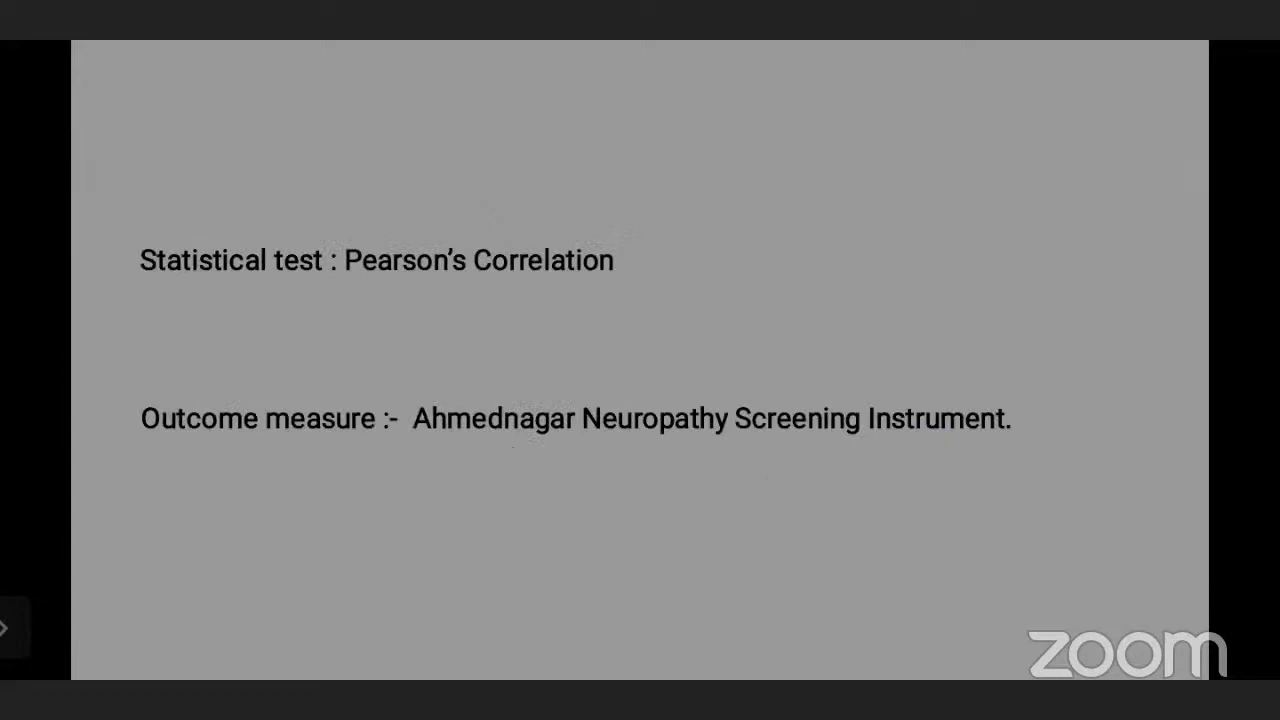 Statistical test : Pearson’s Correlation
Outcome measure :-  Ahmednagar Neuropathy Screening Instrument.
zoom